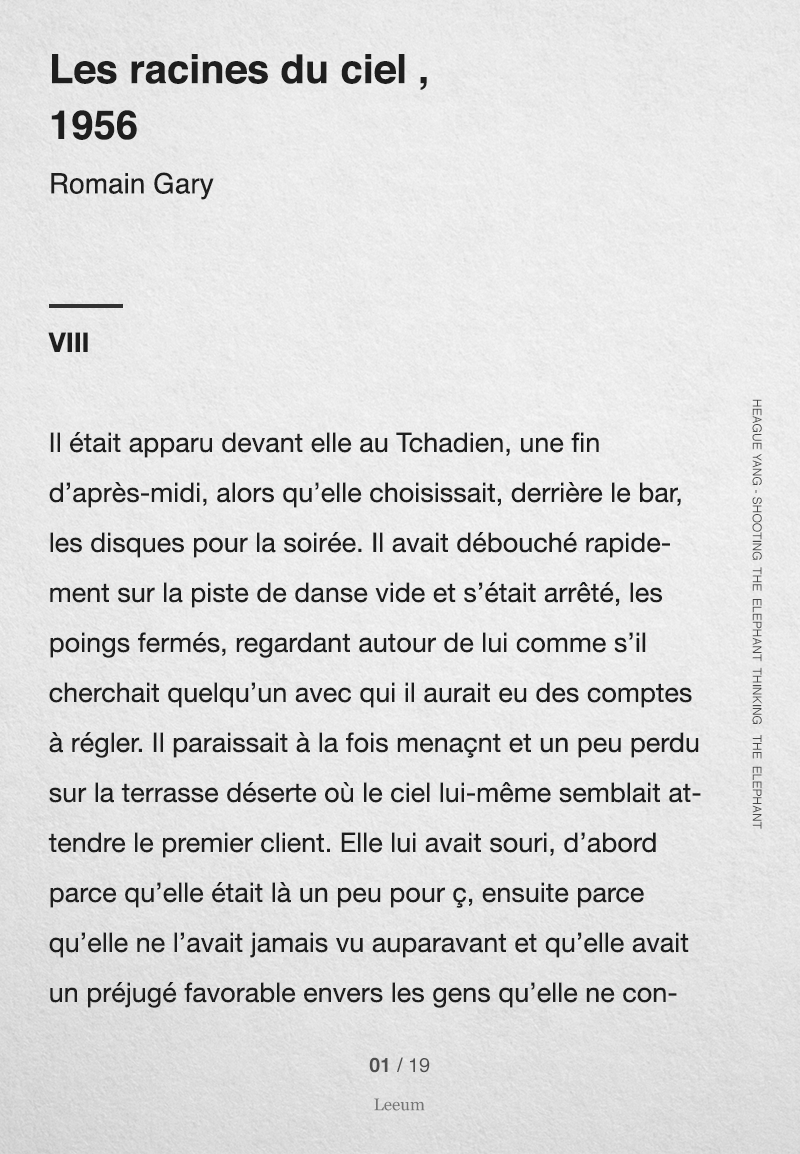 Les racines du ciel ,
1956
Romain Gary
VIII
Il était apparu devant elle au Tchadien, une fin
d’après-midi, alors qu’elle choisissait, derrière le bar,
les disques pour la soirée. Il avait débouché rapide-
ment sur la piste de danse vide et s’était arrêté, les
poings fermés, regardant autour de lui comme s’il
cherchait quelqu’un avec qui il aurait eu des comptes
à régler. Il paraissait à la fois menaçnt et un peu perdu
sur la terrasse déserte où le ciel lui-même semblait at-
tendre le premier client. Elle lui avait souri, d’abord
parce qu’elle était là un peu pour ç, ensuite parce
qu’elle ne l’avait jamais vu auparavant et qu’elle avait
un préjugé favorable envers les gens qu’elle ne con-
HEAGUE YANG - SHOOTING THE ELEPHANT THINKING THE ELEPHANT
01 / 19
Leeum